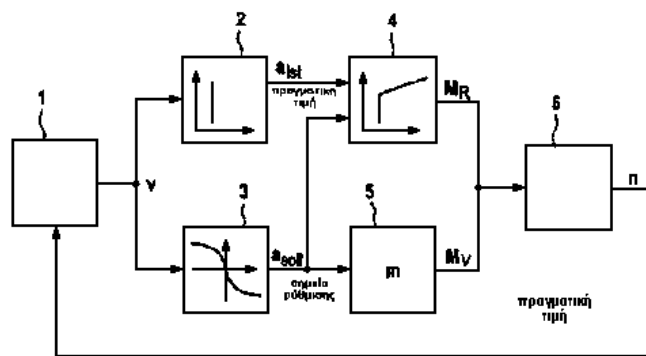 2
4
a_ist
πραγματική
τιμή
1
M_R
6
v
n
3
5
a_soll
σημείο
ρύθμισης
m
M_V
πραγματική
τιμή